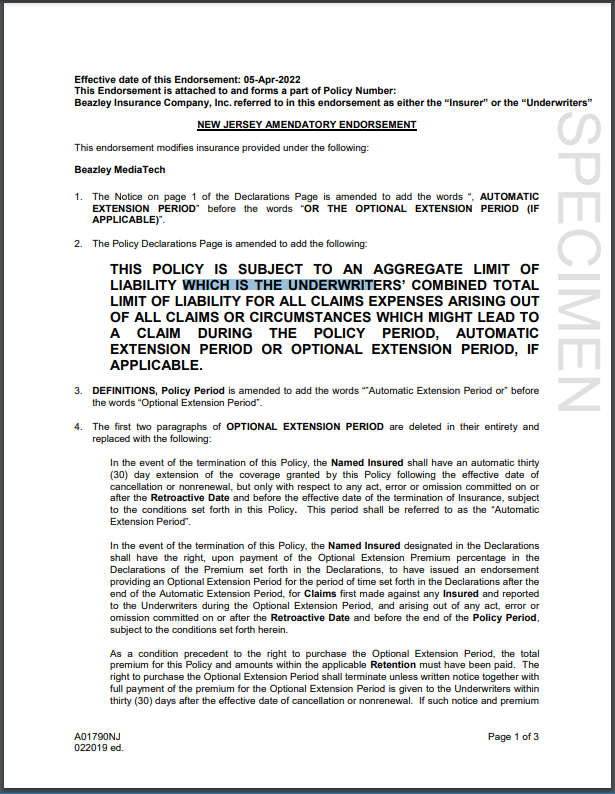 Effective date of this Endorsement: 05-Apr-2022
This Endorsement is attached to and forms a part of Policy Number:
Beazley Insurance Company, Inc. referred to in this endorsement as either the “Insurer” or the “Underwriters”
NEW JERSEY AMENDATORY ENDORSEMENT
This endorsement modifies insurance provided under the following:
Beazley MediaTech
1. The Notice on page 1 of the Declarations Page is amended to add the words “, AUTOMATIC
EXTENSION PERIOD” before the words “OR THE OPTIONAL EXTENSION PERIOD (IF
APPLICABLE)”.
2. The Policy Declarations Page is amended to add the following:
THIS POLICY IS SUBJECT TO AN AGGREGATE LIMIT OF
LIABILITY WHICH IS THE UNDERWRITERS’ COMBINED TOTAL
LIMIT OF LIABILITY FOR ALL CLAIMS EXPENSES ARISING OUT
OF ALL CLAIMS OR CIRCUMSTANCES WHICH MIGHT LEAD TO
A CLAIM DURING THE POLICY PERIOD, AUTOMATIC
EXTENSION PERIOD OR OPTIONAL EXTENSION PERIOD, IF
APPLICABLE.
3. DEFINITIONS, Policy Period is amended to add the words “”Automatic Extension Period or” before
the words “Optional Extension Period”.
4. The first two paragraphs of OPTIONAL EXTENSION PERIOD are deleted in their entirety and
replaced with the following:
In the event of the termination of this Policy, the Named Insured shall have an automatic thirty
(30) day extension of the coverage granted by this Policy following the effective date of
cancellation or nonrenewal, but only with respect to any act, error or omission committed on or
after the Retroactive Date and before the effective date of the termination of Insurance, subject
to the conditions set forth in this Policy. This period shall be referred to as the “Automatic
Extension Period”.
In the event of the termination of this Policy, the Named Insured designated in the Declarations
shall have the right, upon payment of the Optional Extension Premium percentage in the
Declarations of the Premium set forth in the Declarations, to have issued an endorsement
providing an Optional Extension Period for the period of time set forth in the Declarations after the
end of the Automatic Extension Period, for Claims first made against any Insured and reported
to the Underwriters during the Optional Extension Period, and arising out of any act, error or
omission committed on or after the Retroactive Date and before the end of the Policy Period,
subject to the conditions set forth herein.
As a condition precedent to the right to purchase the Optional Extension Period, the total
premium for this Policy and amounts within the applicable Retention must have been paid. The
right to purchase the Optional Extension Period shall terminate unless written notice together with
full payment of the premium for the Optional Extension Period is given to the Underwriters within
thirty (30) days after the effective date of cancellation or nonrenewal. If such notice and premium
A01790NJ
022019 ed.
Page 1 of 3
SPECIMEN